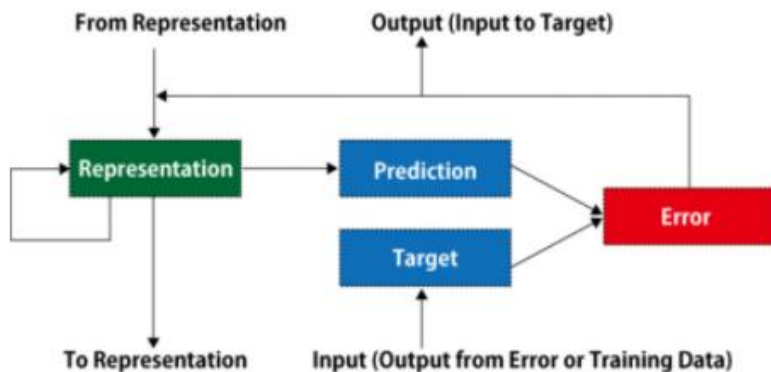 From Representation
Output (Input to Target)
Representation
Prediction
Error
Target
To Representation
Input (Output from Error or Training Data)